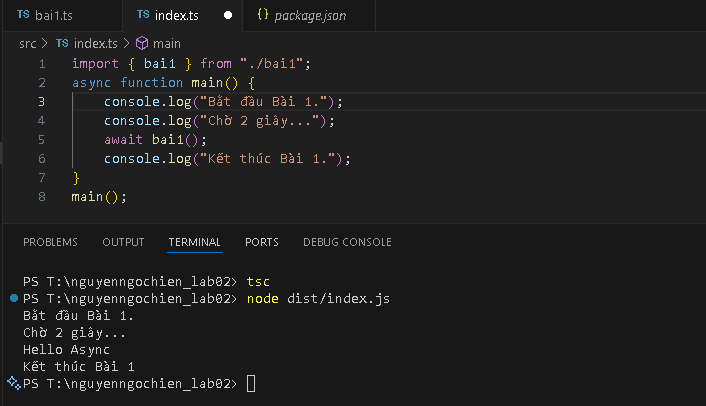 TS bai1.ts TS index.ts {} package.json
src > TS index.ts > main
1 import { bai1 } from "./bai1";
2 async function main() {
3 console.log("Bắt đầu Bài 1.");
4 console.log("Chờ 2 giây...");
5 await bai1();
6 console.log("Kết thúc Bài 1.");
7 }
8 main();
PROBLEMS OUTPUT TERMINAL PORTS DEBUG CONSOLE
PS T:\nguyenngochien_lab02> tsc
PS T:\nguyenngochien_lab02> node dist/index.js
Bắt đầu Bài 1.
Chờ 2 giây...
Hello Async
Kết thúc Bài 1
PS T:\nguyenngochien_lab02>